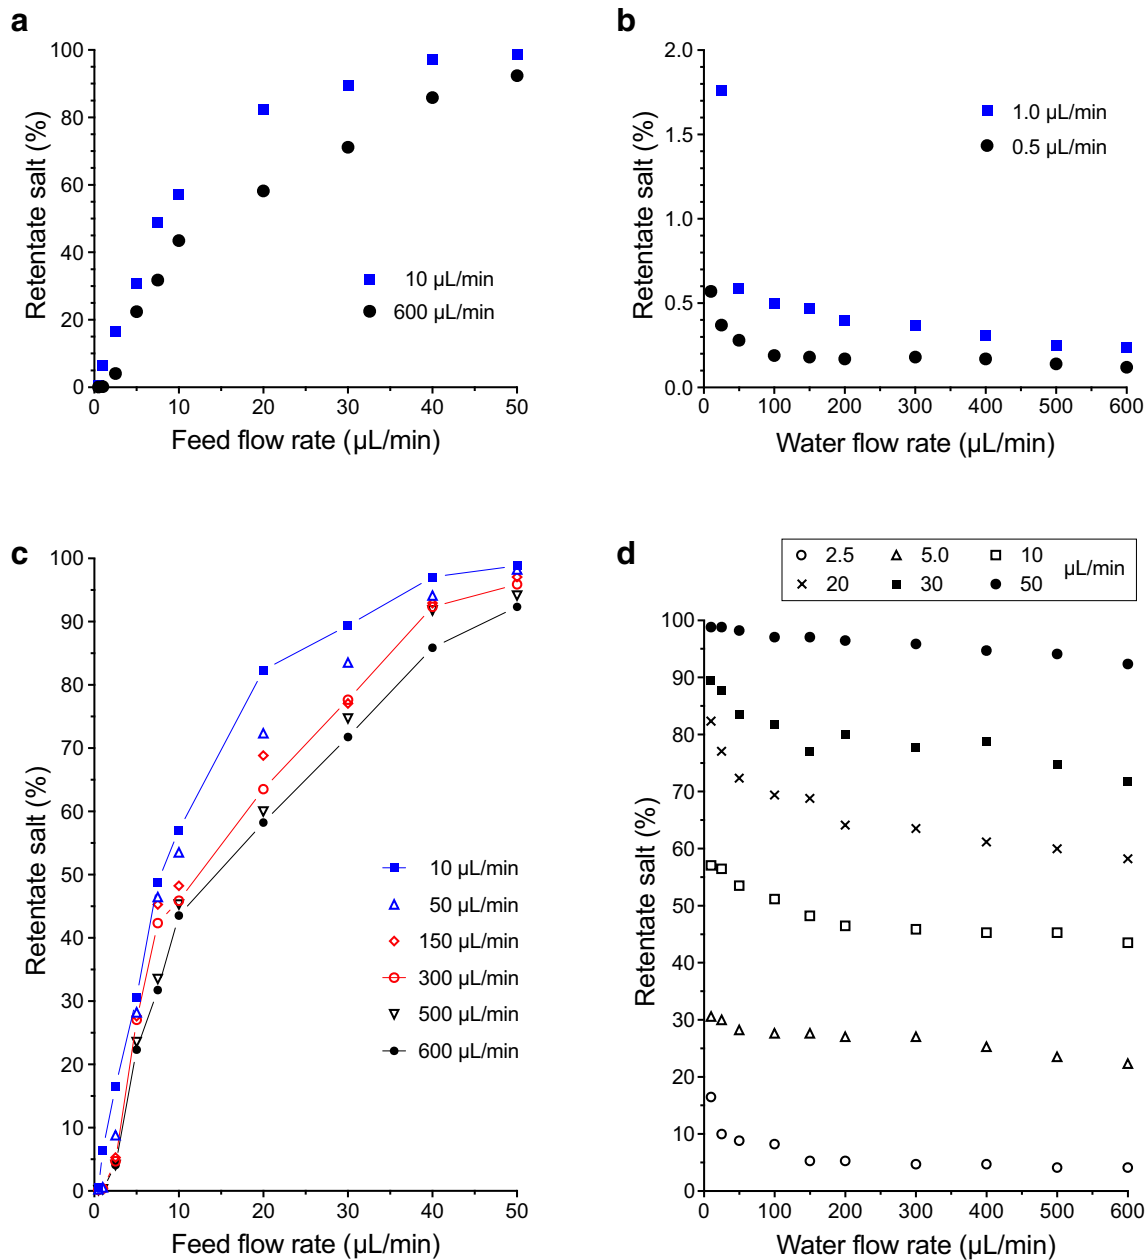 a
Retentate salt (%)
100
80
60
40
20
0
10 µL/min
600 µL/min
0 10 20 30 40 50
Feed flow rate (µL/min)
b
Retentate salt (%)
2.0
1.5
1.0
0.5
0.0
1.0 µL/min
0.5 µL/min
0 100 200 300 400 500 600
Water flow rate (µL/min)
c
Retentate salt (%)
100
90
80
70
60
50
40
30
20
10
0
10 µL/min
50 µL/min
150 µL/min
300 µL/min
500 µL/min
600 µL/min
0 10 20 30 40 50
Feed flow rate (µL/min)
d
2.5 5.0 10
µL/min
20 30 50
Retentate salt (%)
100
90
80
70
60
50
40
30
20
10
0
0 100 200 300 400 500 600
Water flow rate (µL/min)